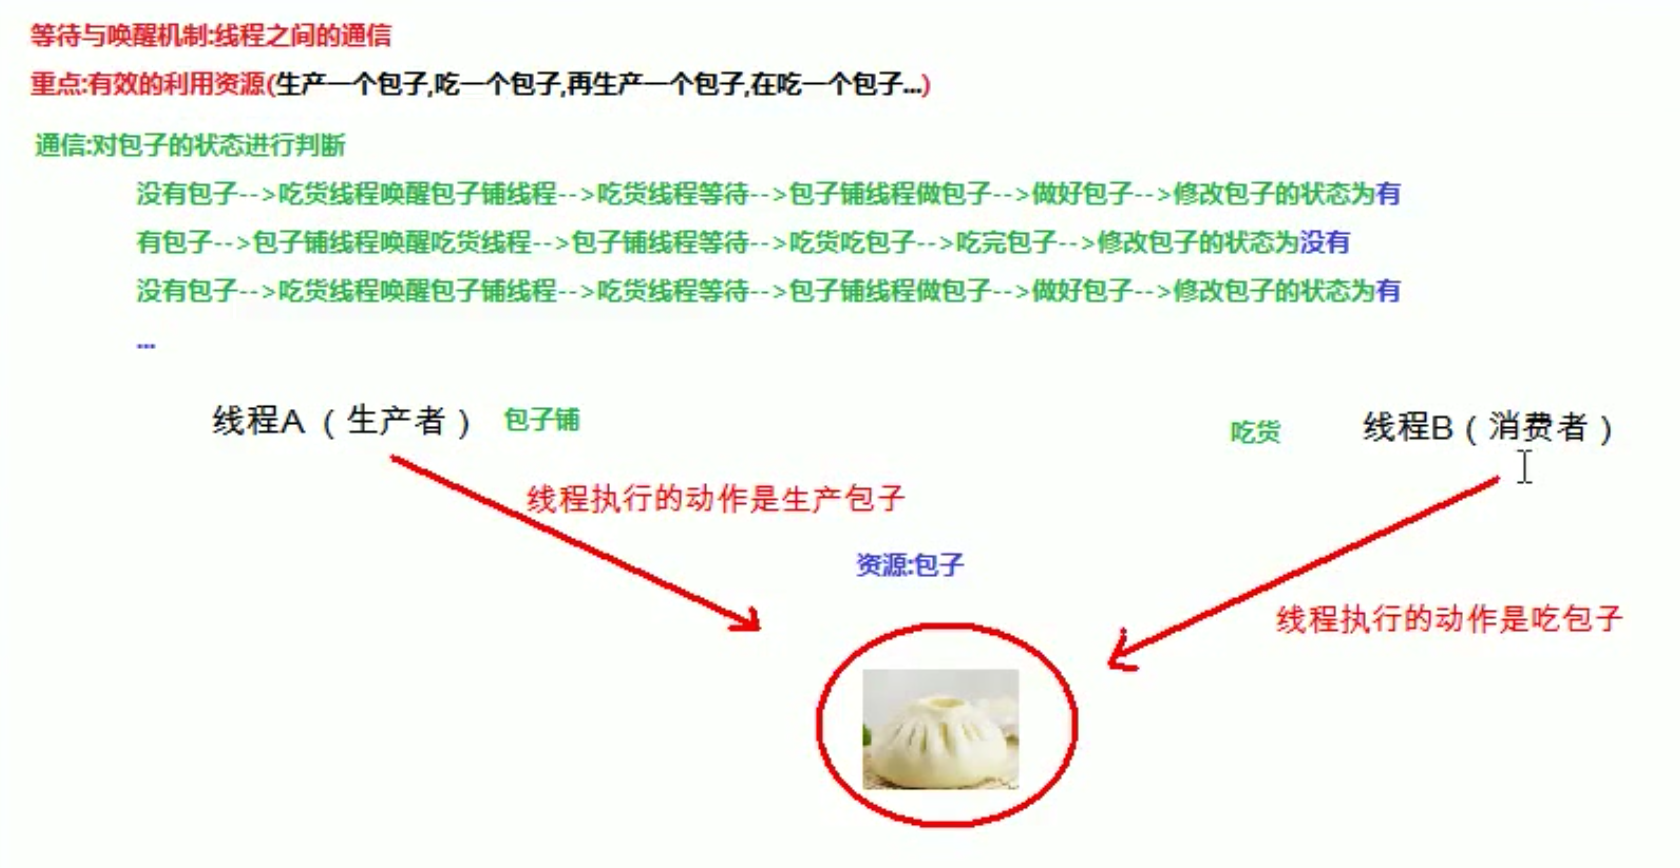 等待与唤醒机制:线程之间的通信
重点:有效的利用资源(生产一个包子,吃一个包子,再生产一个包子,在吃一个包子...)
通信:对包子的状态进行判断
没有包子-->吃货线程唤醒包子铺线程-->吃货线程等待-->包子铺线程做包子-->做好包子-->修改包子的状态为有
有包子-->包子铺线程唤醒吃货线程-->包子铺线程等待-->吃货吃包子-->吃完包子-->修改包子的状态为没有
没有包子-->吃货线程唤醒包子铺线程-->吃货线程等待-->包子铺线程做包子-->做好包子-->修改包子的状态为有
...
线程A（生产者） 包子铺
吃货 线程B（消费者）
线程执行的动作是生产包子
资源:包子
线程执行的动作是吃包子